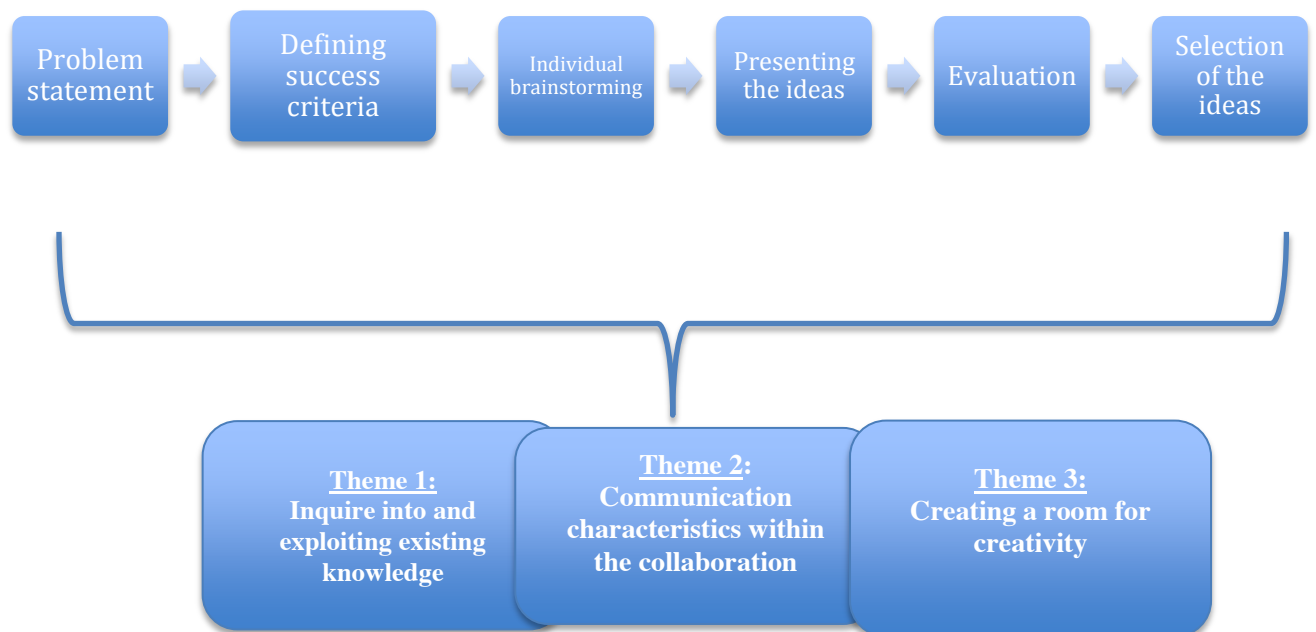 Problem
statement
Defining
success
criteria
Individual
brainstorming
Presenting
the ideas
Evaluation
Selection
of the
ideas
Theme 1:
Inquire into and
exploiting existing
knowledge
Theme 2:
Communication
characteristics within
the collaboration
Theme 3:
Creating a room for
creativity